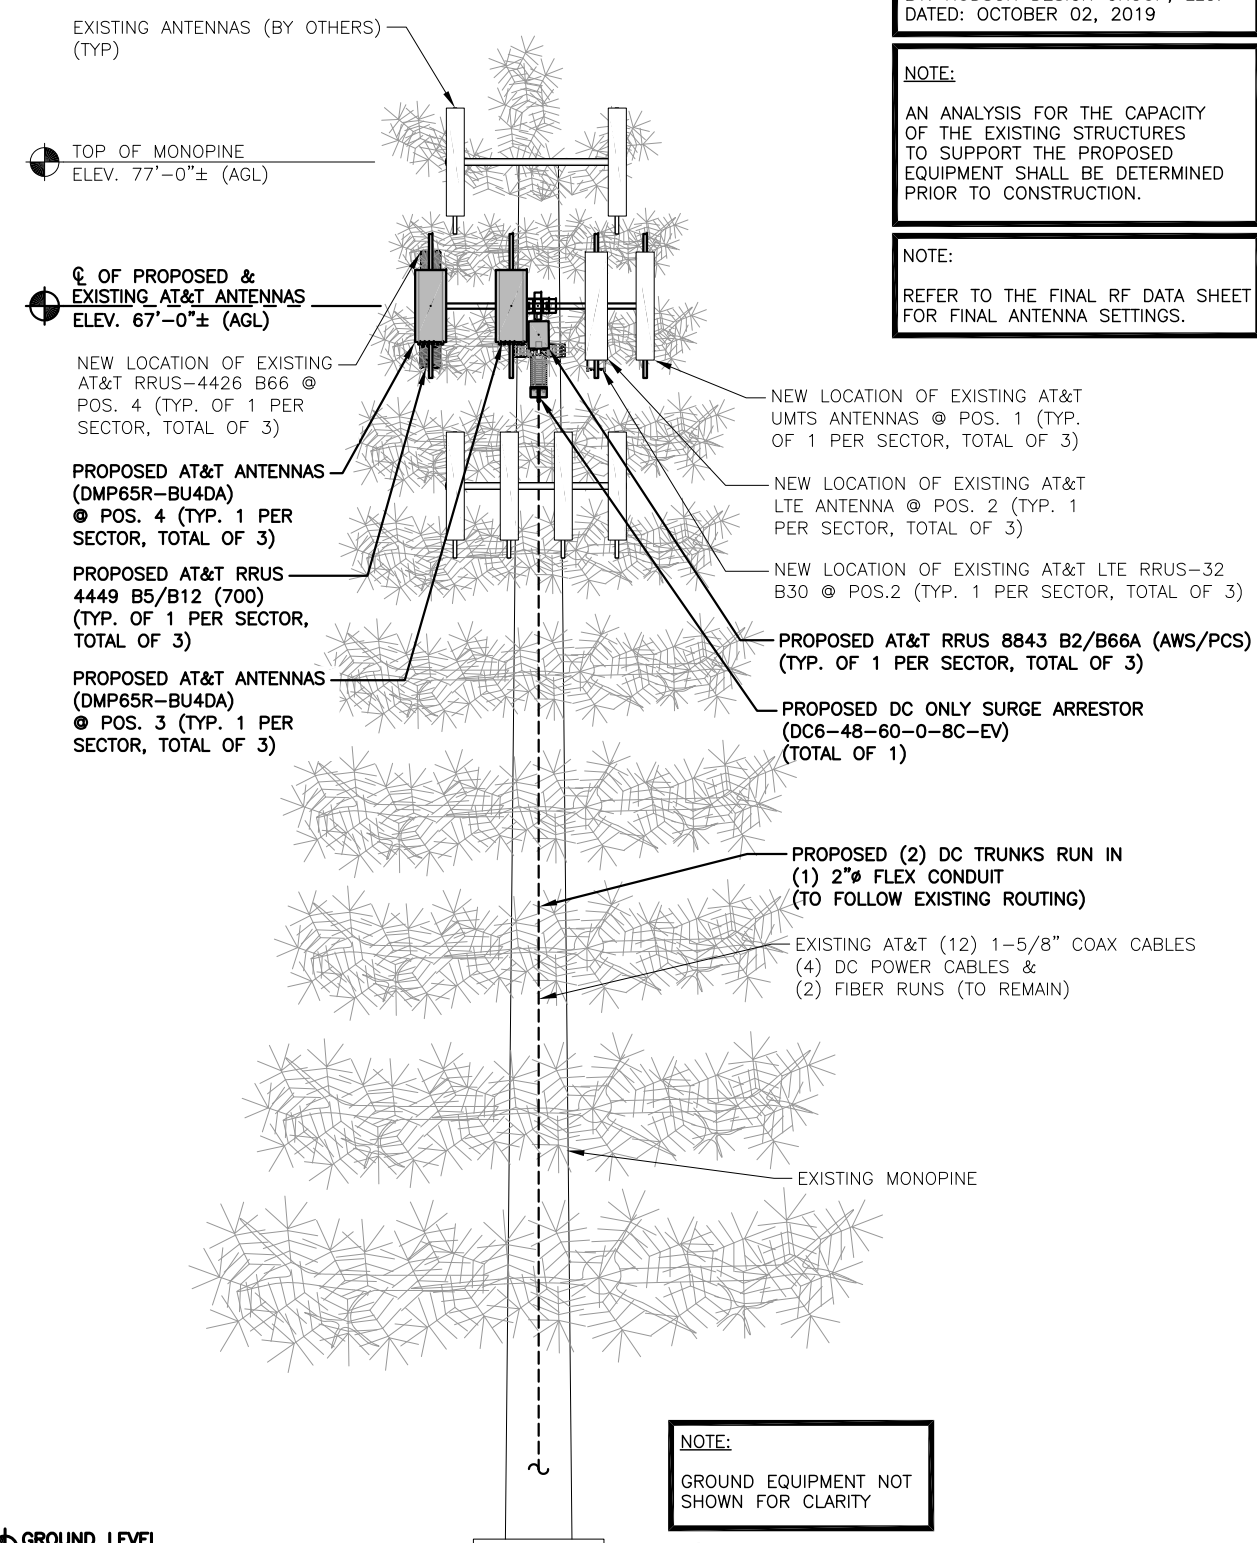 EXISTING ANTENNAS (BY OTHERS)
(TYP)
TOP OF MONOPINE
ELEV. 77'-0"± (AGL)
℄ OF PROPOSED &
EXISTING AT&T ANTENNAS
ELEV. 67'-0"± (AGL)
NEW LOCATION OF EXISTING
AT&T RRUS-4426 B66 @
POS. 4 (TYP. OF 1 PER
SECTOR, TOTAL OF 3)
PROPOSED AT&T ANTENNAS
(DMP65R-BU4DA)
@ POS. 4 (TYP. 1 PER
SECTOR, TOTAL OF 3)
PROPOSED AT&T RRUS
4449 B5/B12 (700)
(TYP. OF 1 PER SECTOR,
TOTAL OF 3)
PROPOSED AT&T ANTENNAS
(DMP65R-BU4DA)
@ POS. 3 (TYP. 1 PER
SECTOR, TOTAL OF 3)
DATED: OCTOBER 02, 2019
NOTE:
AN ANALYSIS FOR THE CAPACITY
OF THE EXISTING STRUCTURES
TO SUPPORT THE PROPOSED
EQUIPMENT SHALL BE DETERMINED
PRIOR TO CONSTRUCTION.
NOTE:
REFER TO THE FINAL RF DATA SHEET
FOR FINAL ANTENNA SETTINGS.
NEW LOCATION OF EXISTING AT&T
UMTS ANTENNAS @ POS. 1 (TYP.
OF 1 PER SECTOR, TOTAL OF 3)
NEW LOCATION OF EXISTING AT&T
LTE ANTENNA @ POS. 2 (TYP. 1
PER SECTOR, TOTAL OF 3)
NEW LOCATION OF EXISTING AT&T LTE RRUS-32
B30 @ POS.2 (TYP. 1 PER SECTOR, TOTAL OF 3)
PROPOSED AT&T RRUS 8843 B2/B66A (AWS/PCS)
(TYP. OF 1 PER SECTOR, TOTAL OF 3)
PROPOSED DC ONLY SURGE ARRESTOR
(DC6-48-60-0-8C-EV)
(TOTAL OF 1)
PROPOSED (2) DC TRUNKS RUN IN
(1) 2"ø FLEX CONDUIT
(TO FOLLOW EXISTING ROUTING)
EXISTING AT&T (12) 1-5/8" COAX CABLES
(4) DC POWER CABLES &
(2) FIBER RUNS (TO REMAIN)
EXISTING MONOPINE
NOTE:
GROUND EQUIPMENT NOT
SHOWN FOR CLARITY
GROUND LEVEL